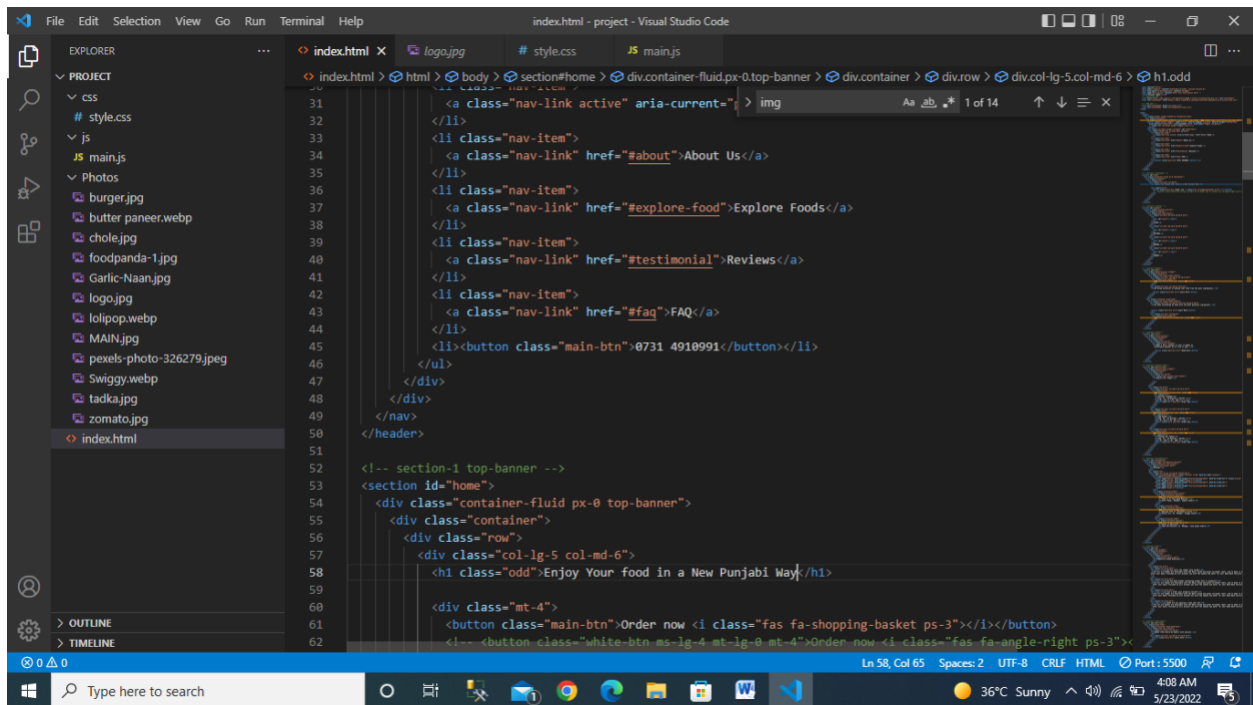 File Edit Selection View Go Run Terminal Help index.html - project - Visual Studio Code
EXPLORER
PROJECT
css
# style.css
js
JS main.js
Photos
burger.jpg
butter paneer.webp
chole.jpg
foodpanda-1.jpg
Garlic-Naan.jpg
logo.jpg
lolipop.webp
MAIN.jpg
pexels-photo-326279.jpeg
Swiggy.webp
tadka.jpg
zomato.jpg
<> index.html
OUTLINE
TIMELINE
<> index.html logo.jpg # style.css JS main.js
<> index.html > html > body > section#home > div.container-fluid.px-0.top-banner > div.container > div.row > div.col-lg-5.col-md-6 > h1.odd
img Aa ab .* 1 of 14
31 <a class="nav-link active" aria-current="
32 </li>
33 <li class="nav-item">
34 <a class="nav-link" href="#about">About Us</a>
35 </li>
36 <li class="nav-item">
37 <a class="nav-link" href="#explore-food">Explore Foods</a>
38 </li>
39 <li class="nav-item">
40 <a class="nav-link" href="#testimonial">Reviews</a>
41 </li>
42 <li class="nav-item">
43 <a class="nav-link" href="#faq">FAQ</a>
44 </li>
45 <li><button class="main-btn">0731 4910991</button></li>
46 </ul>
47 </div>
48 </div>
49 </nav>
50 </header>
51
52 <!-- section-1 top-banner -->
53 <section id="home">
54 <div class="container-fluid px-0 top-banner">
55 <div class="container">
56 <div class="row">
57 <div class="col-lg-5 col-md-6">
58 <h1 class="odd">Enjoy Your food in a New Punjabi Way</h1>
59
60 <div class="mt-4">
61 <button class="main-btn">Order now <i class="fas fa-shopping-basket ps-3"></i></button>
62 <!-- <button class="white-btn ms-lg-4 mt-lg-0 mt-4">Order now <i class="fas fa-angle-right ps-3"><
0 0 Ln 58, Col 65 Spaces: 2 UTF-8 CRLF HTML Port : 5500
Type here to search 1 W 36°C Sunny 4:08 AM
5/23/2022 5